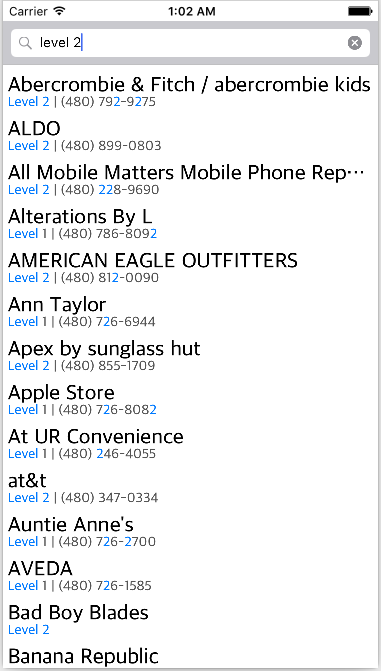 Carrier 1:02 AM
level 2
Abercrombie & Fitch / abercrombie kids
Level 2 | (480) 792-9275
ALDO
Level 2 | (480) 899-0803
All Mobile Matters Mobile Phone Rep···
Level 2 | (480) 228-9690
Alterations By L
Level 1 | (480) 786-8092
AMERICAN EAGLE OUTFITTERS
Level 2 | (480) 812-0090
Ann Taylor
Level 1 | (480) 726-6944
Apex by sunglass hut
Level 2 | (480) 855-1709
Apple Store
Level 1 | (480) 726-8082
At UR Convenience
Level 1 | (480) 246-4055
at&t
Level 2 | (480) 347-0334
Auntie Anne's
Level 1 | (480) 726-2700
AVEDA
Level 1 | (480) 726-1585
Bad Boy Blades
Level 2
Banana Republic